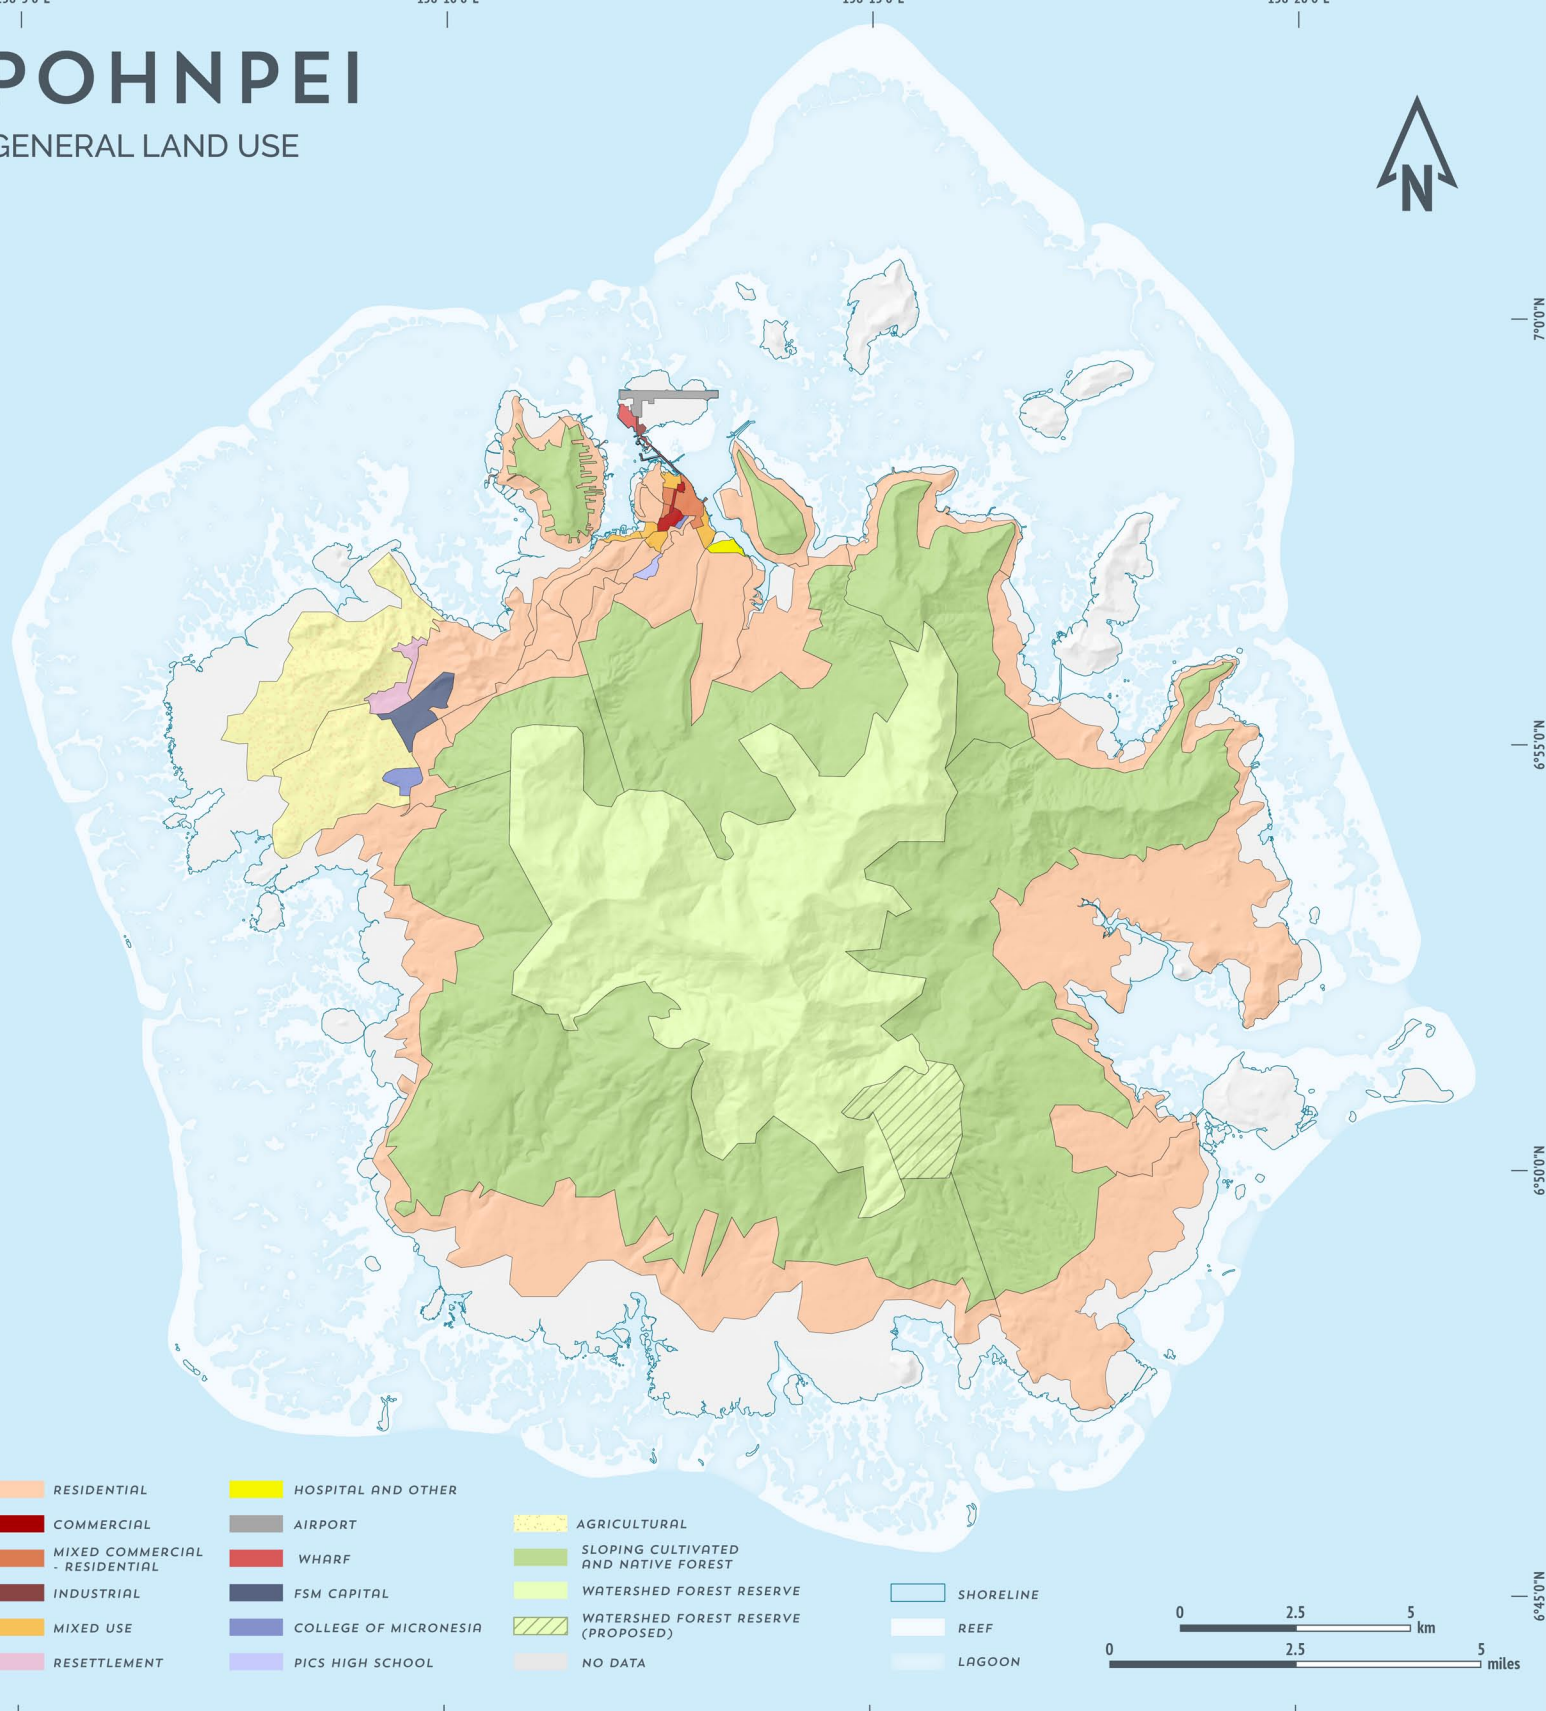 POHNPEI
GENERAL LAND USE
N
7°0'0"N
6°55'0"N
6°50'0"N
6°45'0"N
RESIDENTIAL
COMMERCIAL
MIXED COMMERCIAL
- RESIDENTIAL
INDUSTRIAL
MIXED USE
RESETTLEMENT
HOSPITAL AND OTHER
AIRPORT
WHARF
FSM CAPITAL
COLLEGE OF MICRONESIA
PICS HIGH SCHOOL
AGRICULTURAL
SLOPING CULTIVATED
AND NATIVE FOREST
WATERSHED FOREST RESERVE
WATERSHED FOREST RESERVE
(PROPOSED)
NO DATA
SHORELINE
REEF
LAGOON
0 2.5 5 km
0 2.5 5 miles